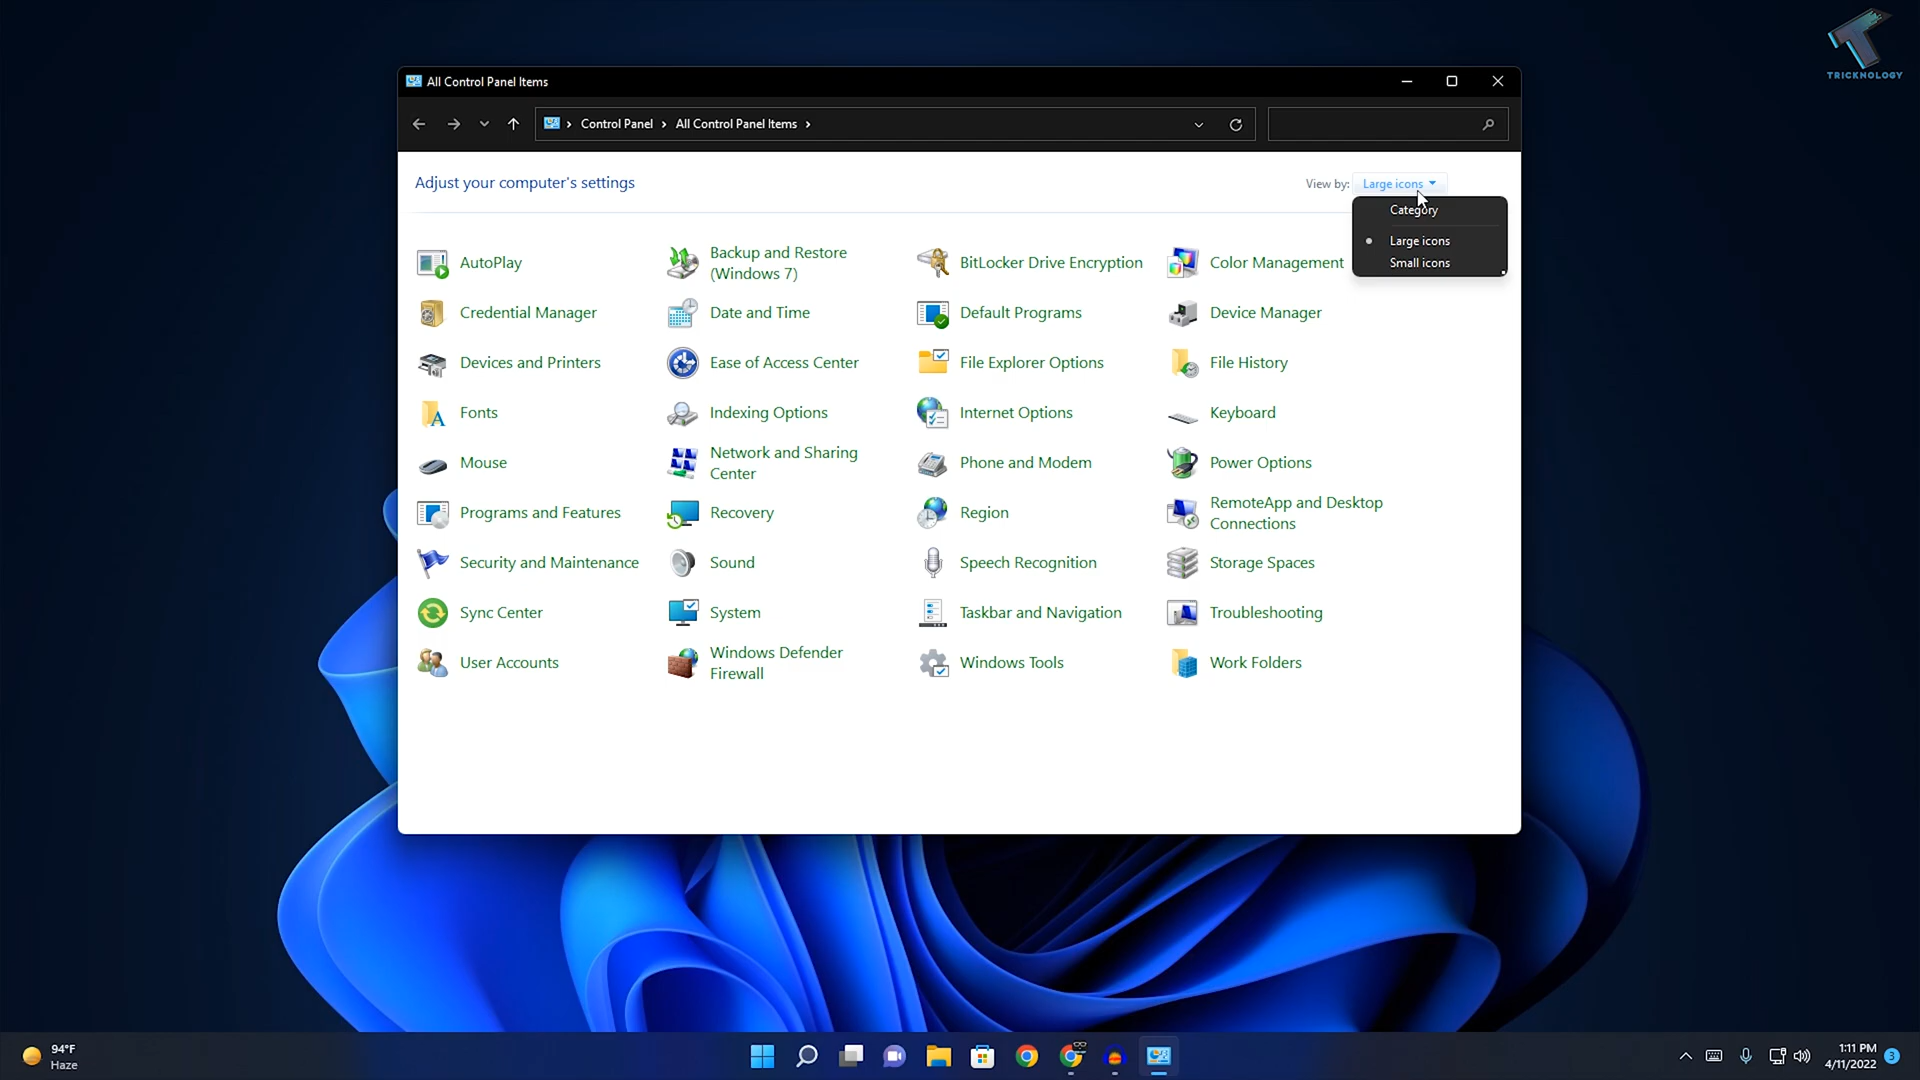 TRICKNOLOGY
All Control Panel Items
Control Panel
All Control Panel Items
Adjust your computer's settings
View by:
Large icons
Category
Large icons
Small icons
AutoPlay
Backup and Restore
(Windows 7)
BitLocker Drive Encryption
Color Management
Credential Manager
Date and Time
Default Programs
Device Manager
Devices and Printers
Ease of Access Center
File Explorer Options
File History
Fonts
Indexing Options
Internet Options
Keyboard
Mouse
Network and Sharing
Center
Phone and Modem
Power Options
Programs and Features
Recovery
Region
RemoteApp and Desktop
Connections
Security and Maintenance
Sound
Speech Recognition
Storage Spaces
Sync Center
System
Taskbar and Navigation
Troubleshooting
User Accounts
Windows Defender
Firewall
Windows Tools
Work Folders
94°F
Haze
1:11 PM
4/11/2022
3